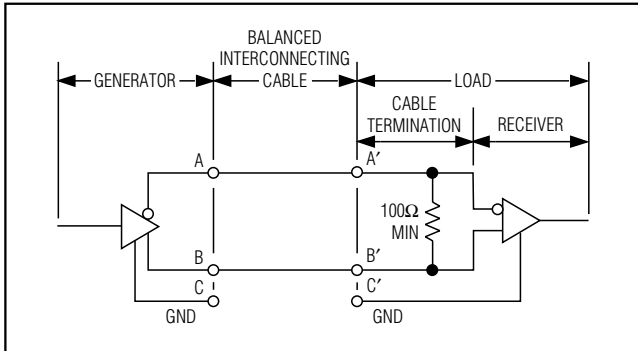 BALANCED
INTERCONNECTING
GENERATOR CABLE LOAD
CABLE
TERMINATION RECEIVER
A A′
100Ω
MIN
B B′
C C′
GND GND